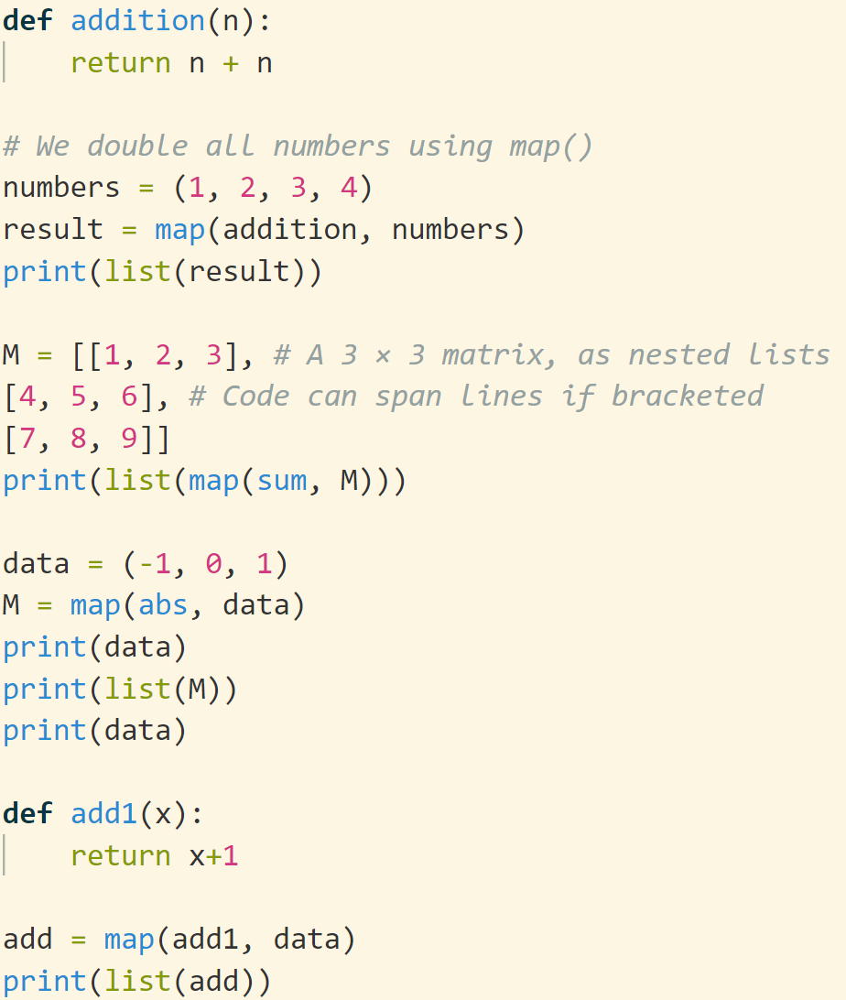 def addition(n):
    return n + n

# We double all numbers using map()
numbers = (1, 2, 3, 4)
result = map(addition, numbers)
print(list(result))

M = [[1, 2, 3], # A 3 × 3 matrix, as nested lists
[4, 5, 6], # Code can span lines if bracketed
[7, 8, 9]]
print(list(map(sum, M)))

data = (-1, 0, 1)
M = map(abs, data)
print(data)
print(list(M))
print(data)

def add1(x):
    return x+1

add = map(add1, data)
print(list(add))